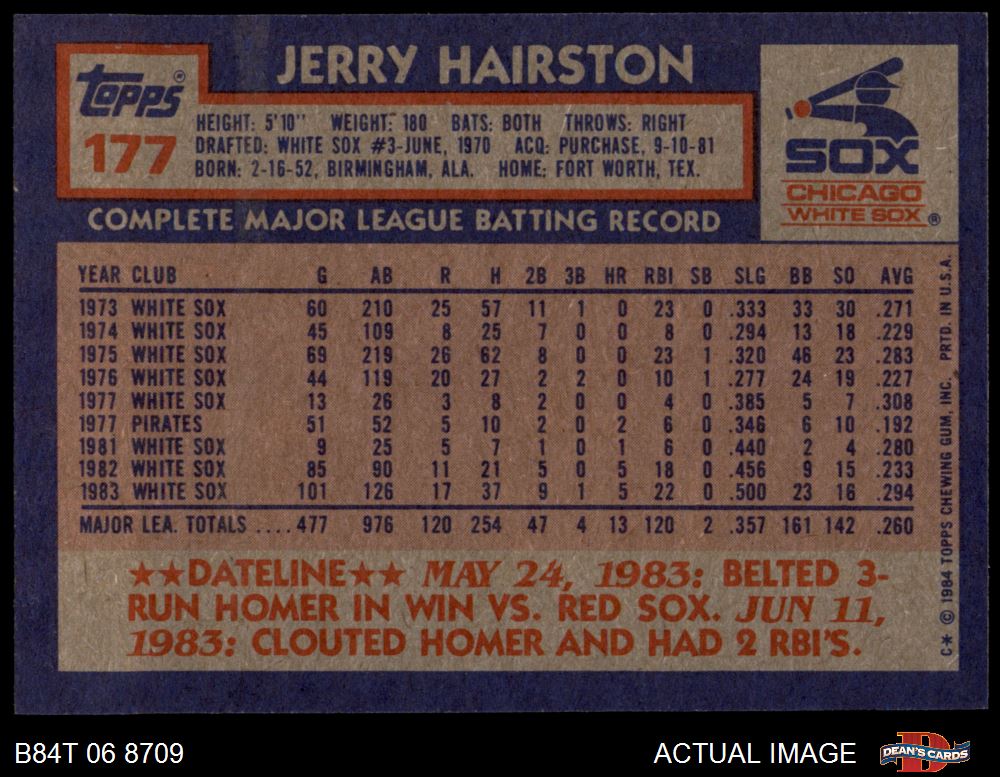 JERRY HAIRSTON
Topps®
177
HEIGHT: 5'10" WEIGHT: 180 BATS: BOTH THROWS: RIGHT
DRAFTED: WHITE SOX #3-JUNE, 1970 ACQ: PURCHASE, 9-10-81
BORN: 2-16-52, BIRMINGHAM, ALA. HOME: FORT WORTH, TEX.
SOX
CHICAGO
WHITE SOX ®
COMPLETE MAJOR LEAGUE BATTING RECORD
YEAR CLUB G AB R H 2B 3B HR RBI SB SLG BB SO AVG
1973 WHITE SOX 60 210 25 57 11 1 0 23 0 .333 33 30 .271
1974 WHITE SOX 45 109 8 25 7 0 0 8 0 .294 13 18 .229
1975 WHITE SOX 69 219 26 62 8 0 0 23 1 .320 46 23 .283
1976 WHITE SOX 44 119 20 27 2 2 0 10 1 .277 24 19 .227
1977 WHITE SOX 13 26 3 8 2 0 0 4 0 .385 5 7 .308
1977 PIRATES 51 52 5 10 2 0 2 6 0 .346 6 10 .192
1981 WHITE SOX 9 25 5 7 1 0 1 6 0 .440 2 4 .280
1982 WHITE SOX 85 90 11 21 5 0 5 18 0 .456 9 15 .233
1983 WHITE SOX 101 126 17 37 9 1 5 22 0 .500 23 16 .294
MAJOR LEA. TOTALS ....477 976 120 254 47 4 13 120 2 .357 161 142 .260
★★DATELINE★★ MAY 24, 1983: BELTED 3-
RUN HOMER IN WIN VS. RED SOX. JUN 11,
1983: CLOUTED HOMER AND HAD 2 RBI'S.
C* © 1984 TOPPS CHEWING GUM, INC. PRTD. IN U.S.A.
B84T 06 8709
ACTUAL IMAGE
DEAN'S CARDS